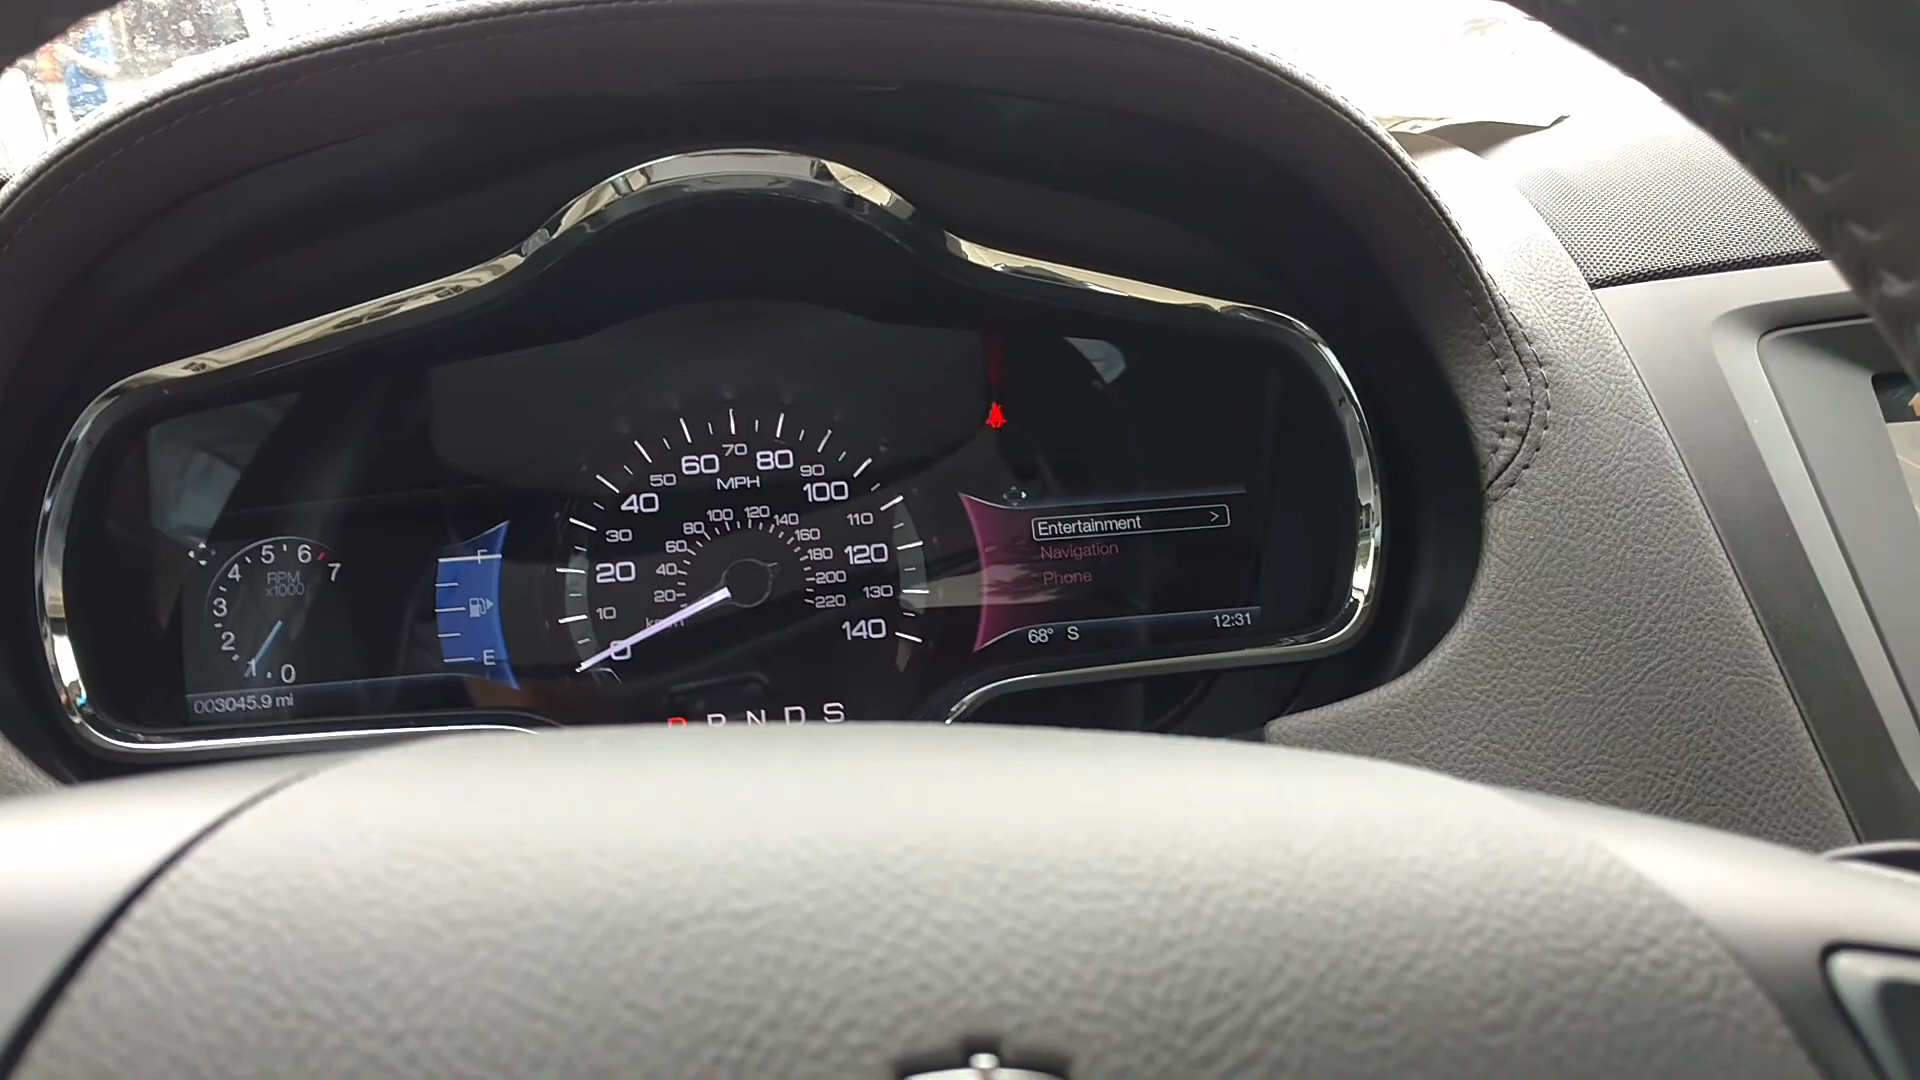 5 6
4 7
RPM
x1000
3
2
1 0
003045.9 mi
F
E
0 10 20 30 40 50 60 70 80 90 100 110 120 130 140
MPH
20 40 60 80 100 120 140 160 180 200 220
km/h
P R N D S
Entertainment >
Navigation
Phone
68° S
12:31